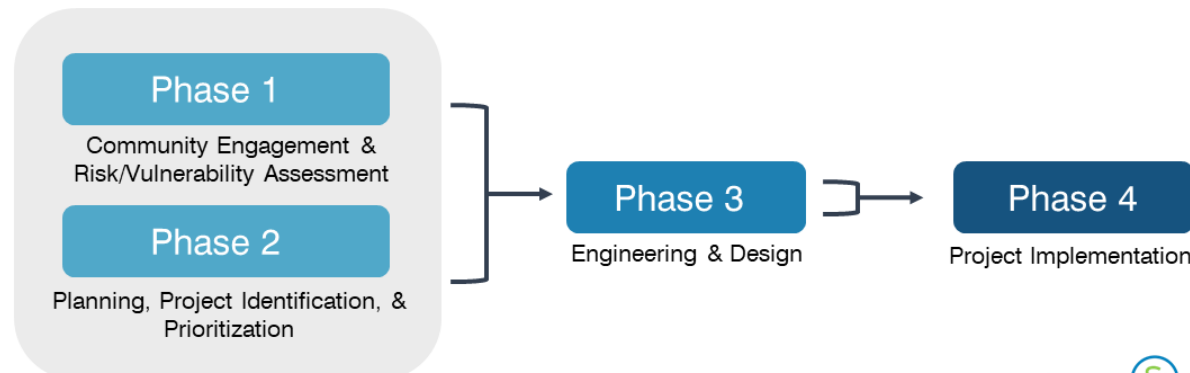 Phase 1
Community Engagement &
Risk/Vulnerability Assessment
Phase 2
Planning, Project Identification, &
Prioritization
Phase 3
Engineering & Design
Phase 4
Project Implementation